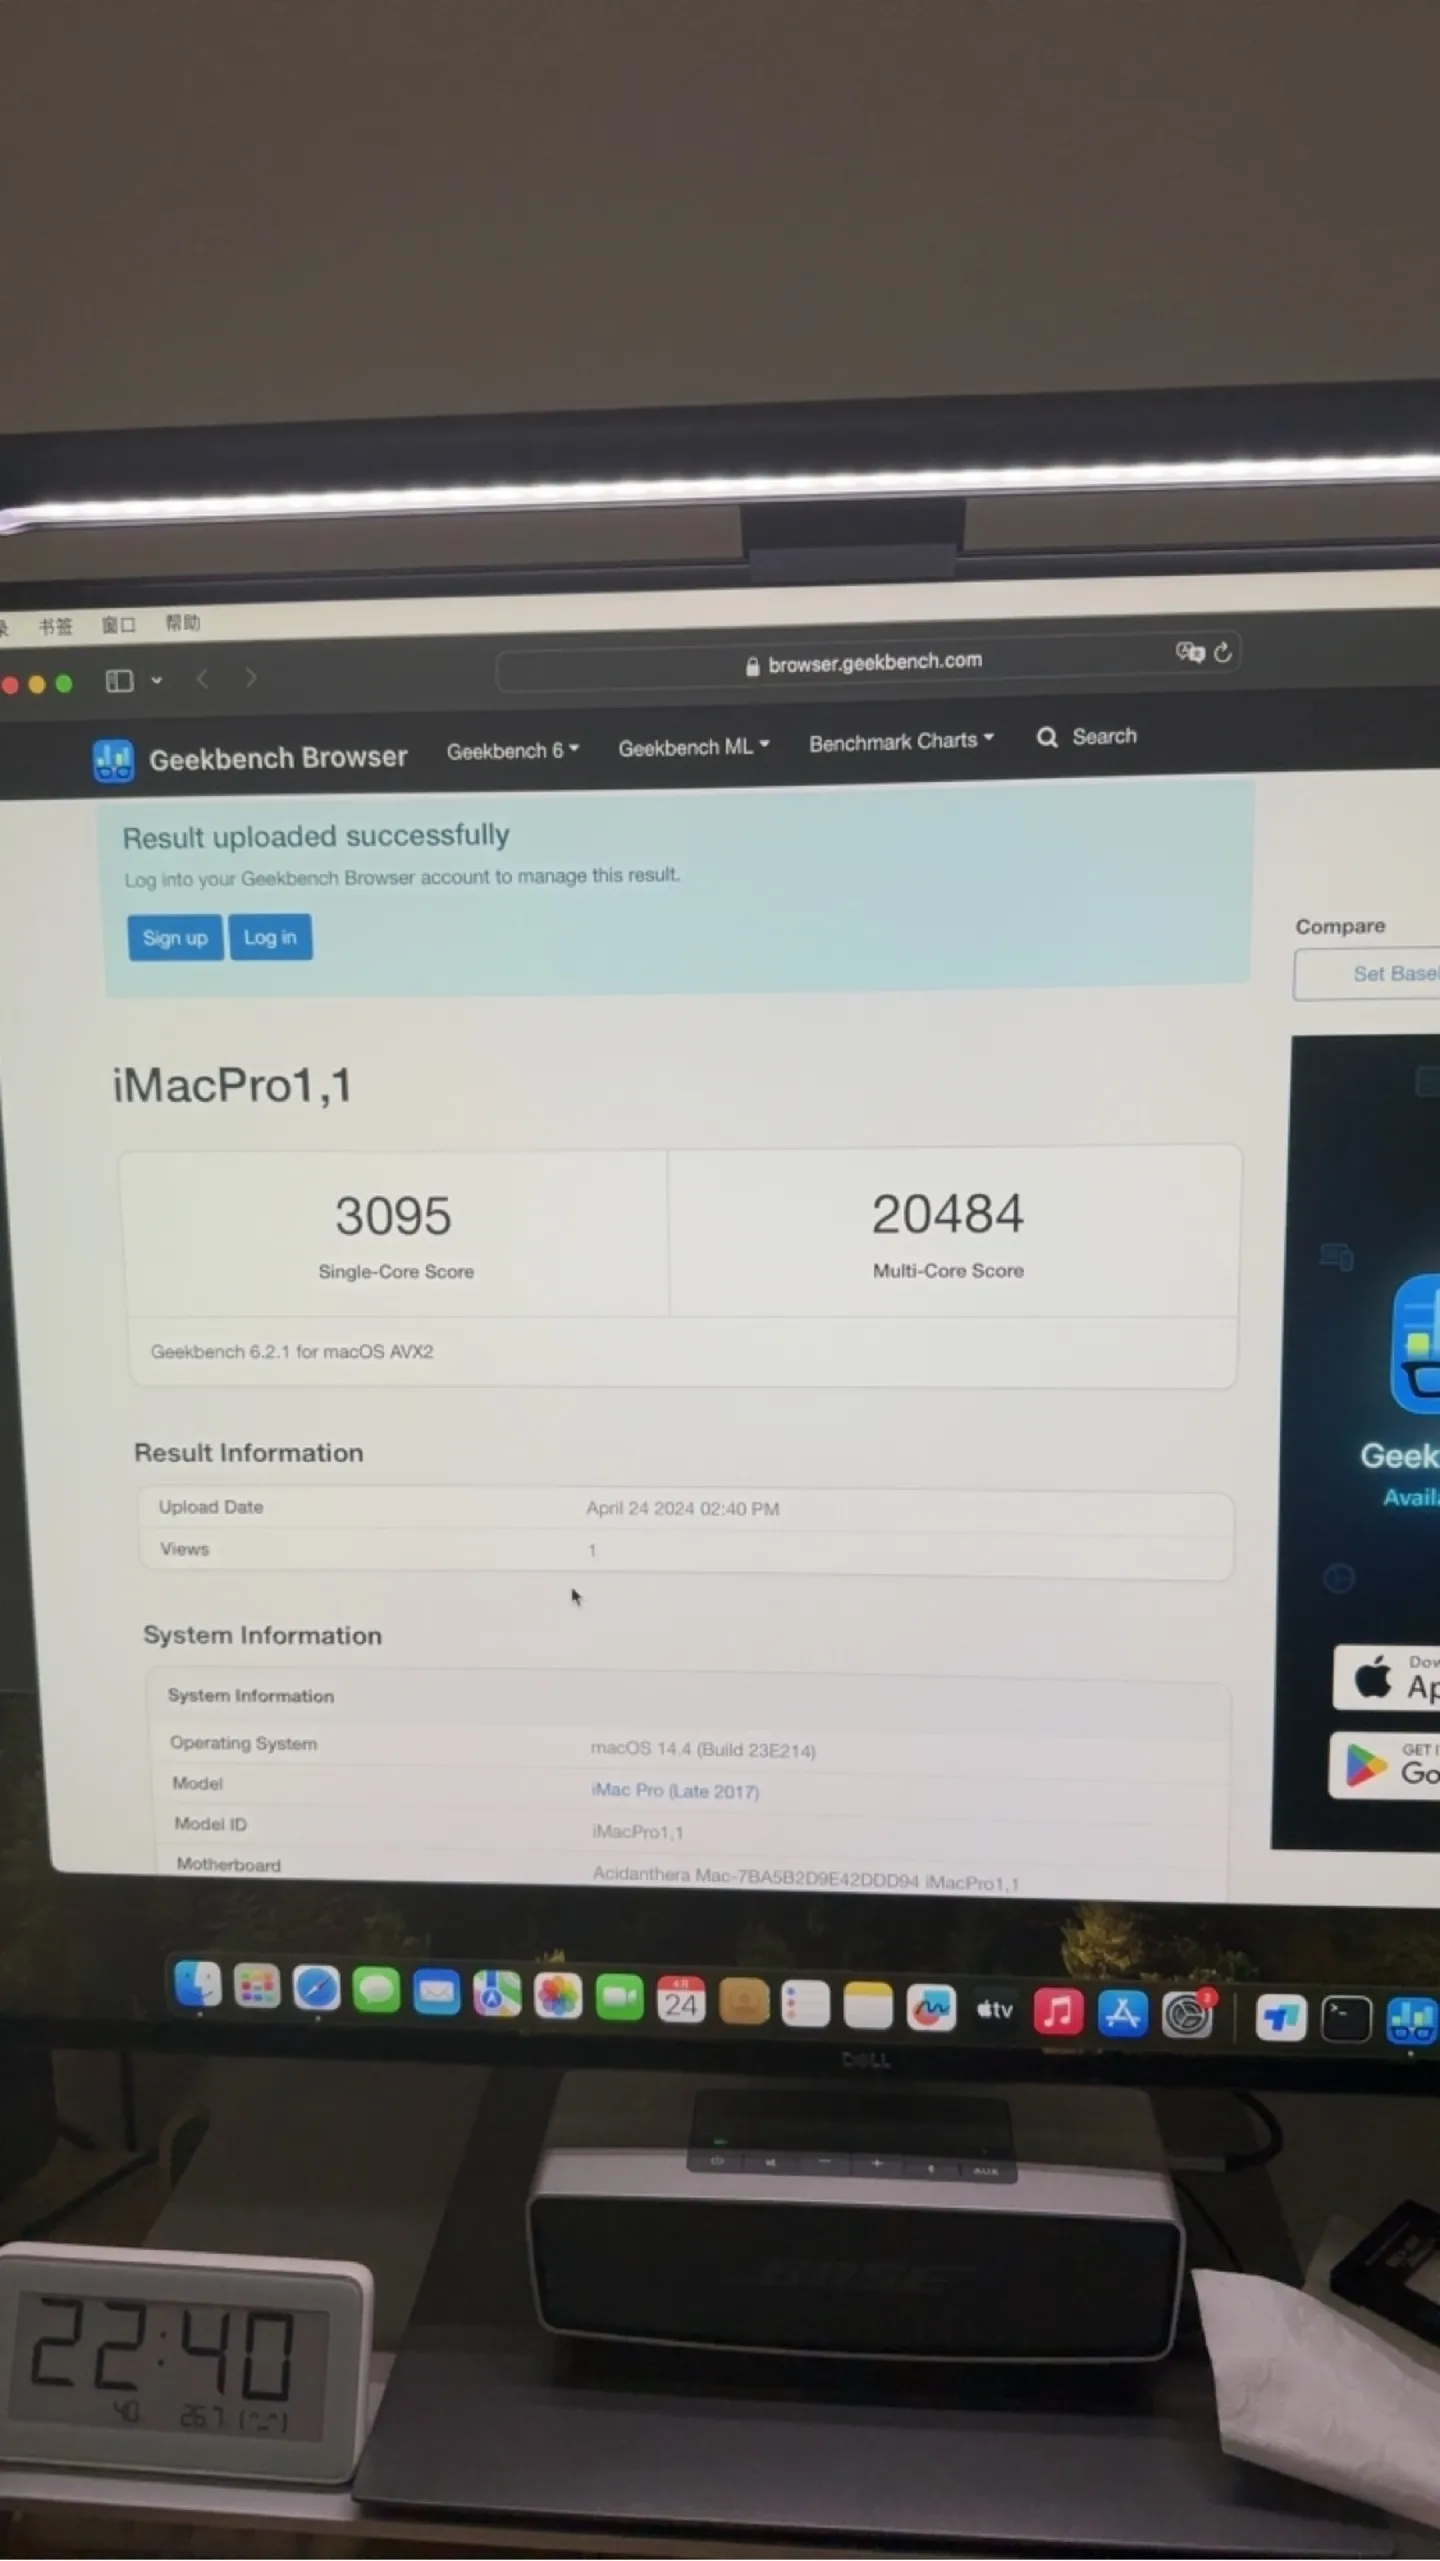 书签 窗口 帮助
browser.geekbench.com
Geekbench Browser Geekbench 6 Geekbench ML Benchmark Charts Search
Result uploaded successfully
Log into your Geekbench Browser account to manage this result.
Sign up Log in
Compare
Set Basel
iMacPro1,1
3095 20484
Single-Core Score Multi-Core Score
Geekbench 6.2.1 for macOS AVX2
Result Information
Upload Date April 24 2024 02:40 PM
Views 1
System Information
System Information
Operating System macOS 14.4 (Build 23E214)
Model iMac Pro (Late 2017)
Model ID iMacPro1,1
Motherboard Acidanthera Mac-7BA5B2D9E42DDD94 iMacPro1,1
Geek
Avail
Dow
Ap
GET I
Go
4月
24
tv
2
DELL
AUX
BOSE
22:40
40 26.7 (^_^)